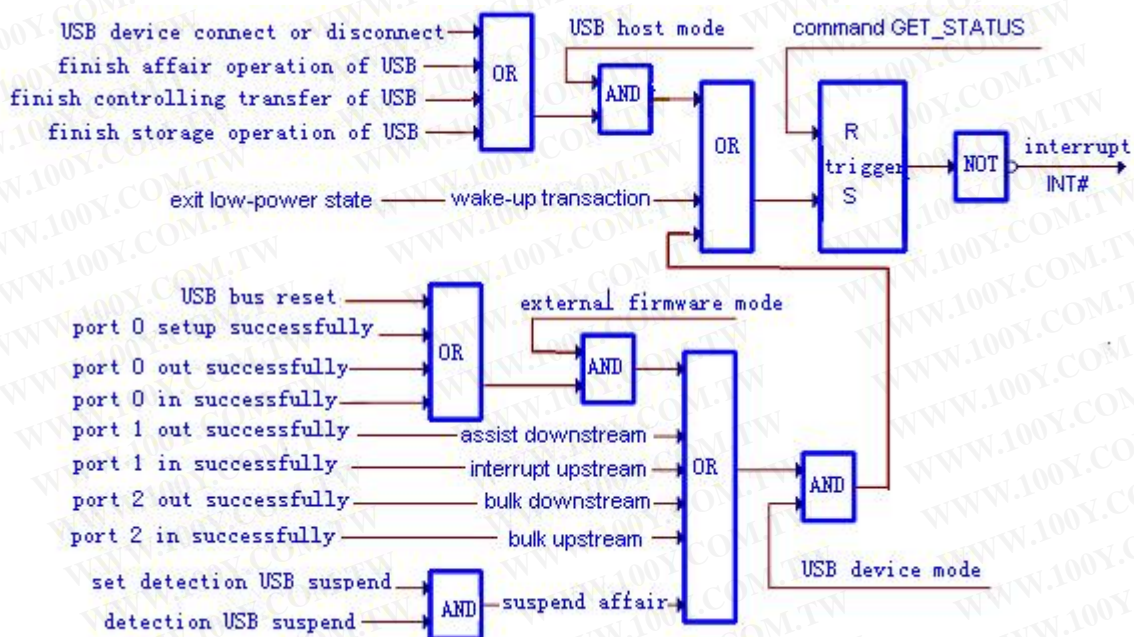 USB device connect or disconnect
finish affair operation of USB
finish controlling transfer of USB
finish storage operation of USB
OR
USB host mode
AND
command GET_STATUS
OR
R
trigger
S
NOT
interrupt
INT#
exit low-power state
wake-up transaction
USB bus reset
port 0 setup successfully
port 0 out successfully
port 0 in successfully
OR
external firmware mode
AND
port 1 out successfully
assist downstream
port 1 in successfully
interrupt upstream
port 2 out successfully
bulk downstream
port 2 in successfully
bulk upstream
OR
AND
USB device mode
set detection USB suspend
detection USB suspend
AND
suspend affair
WWW.100Y.COM.TW